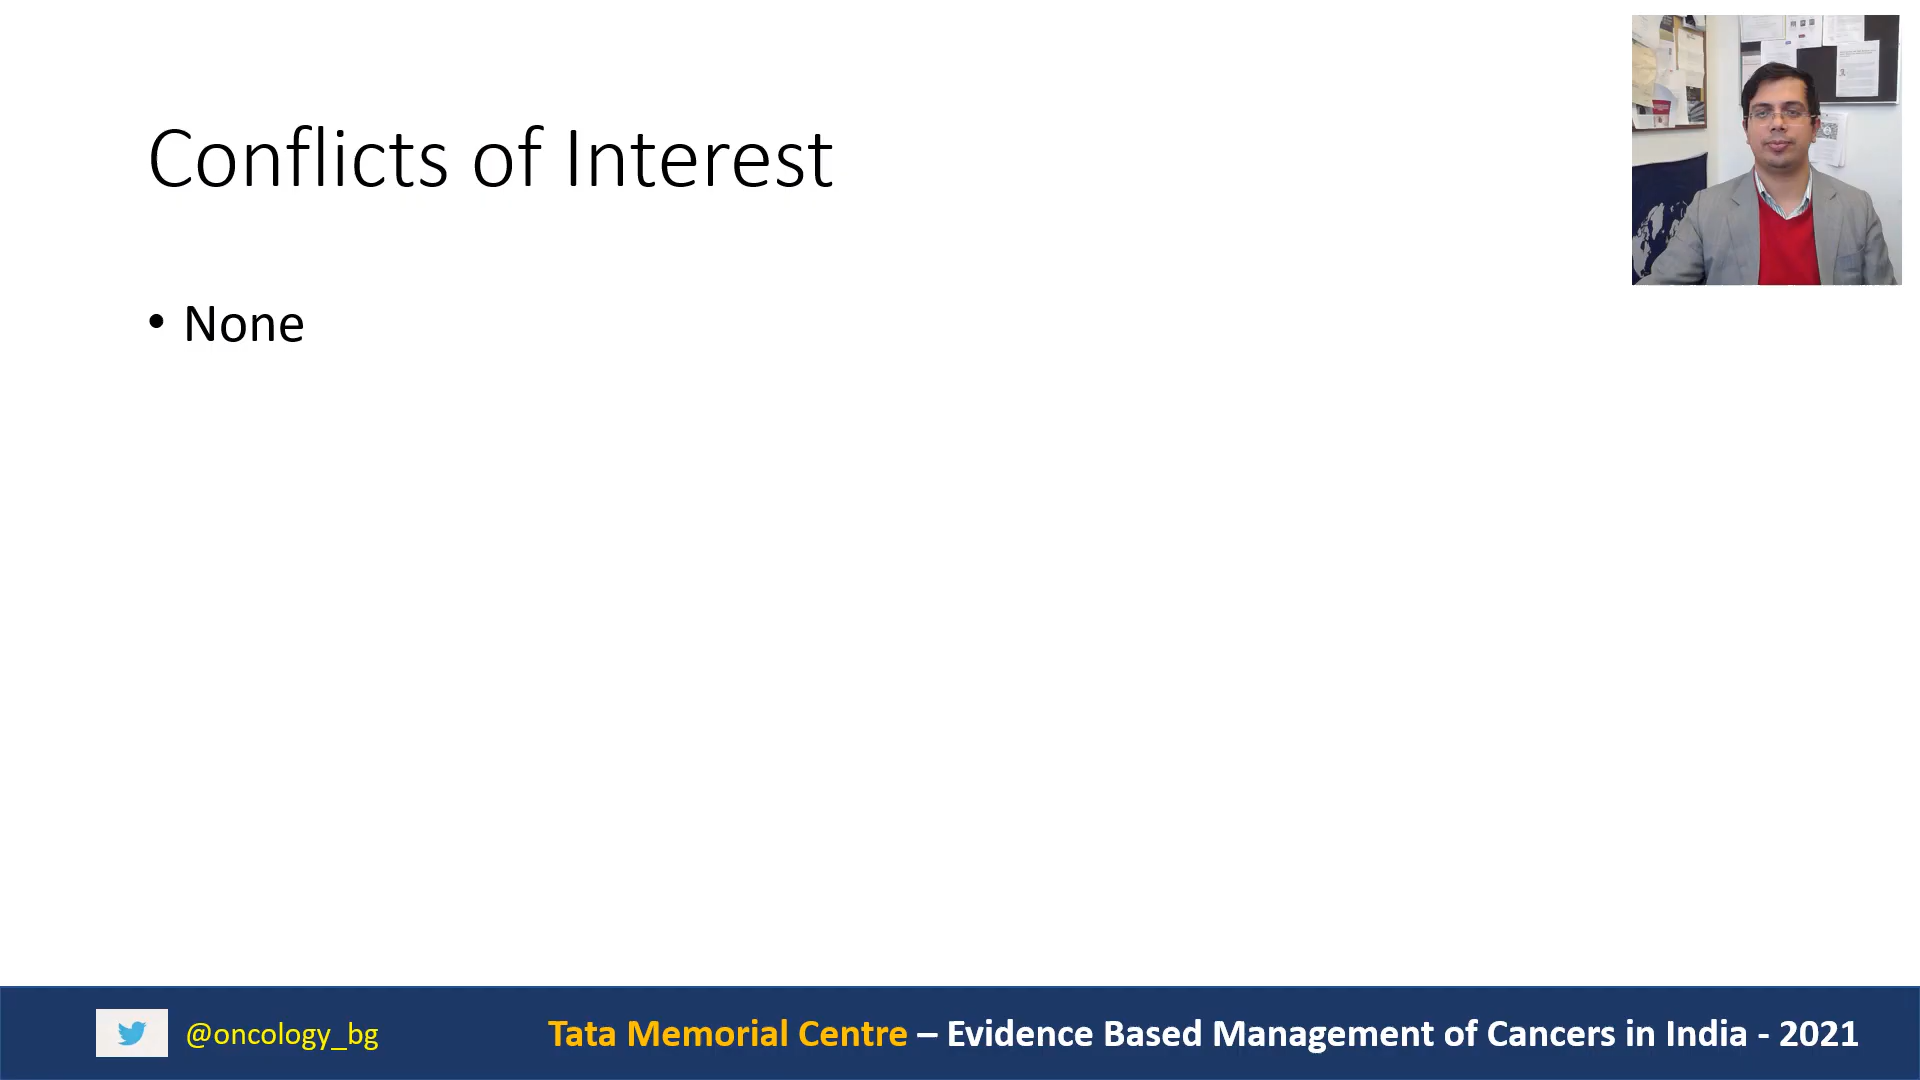 Conflicts of Interest
• None
@oncology_bg
Tata Memorial Centre – Evidence Based Management of Cancers in India - 2021